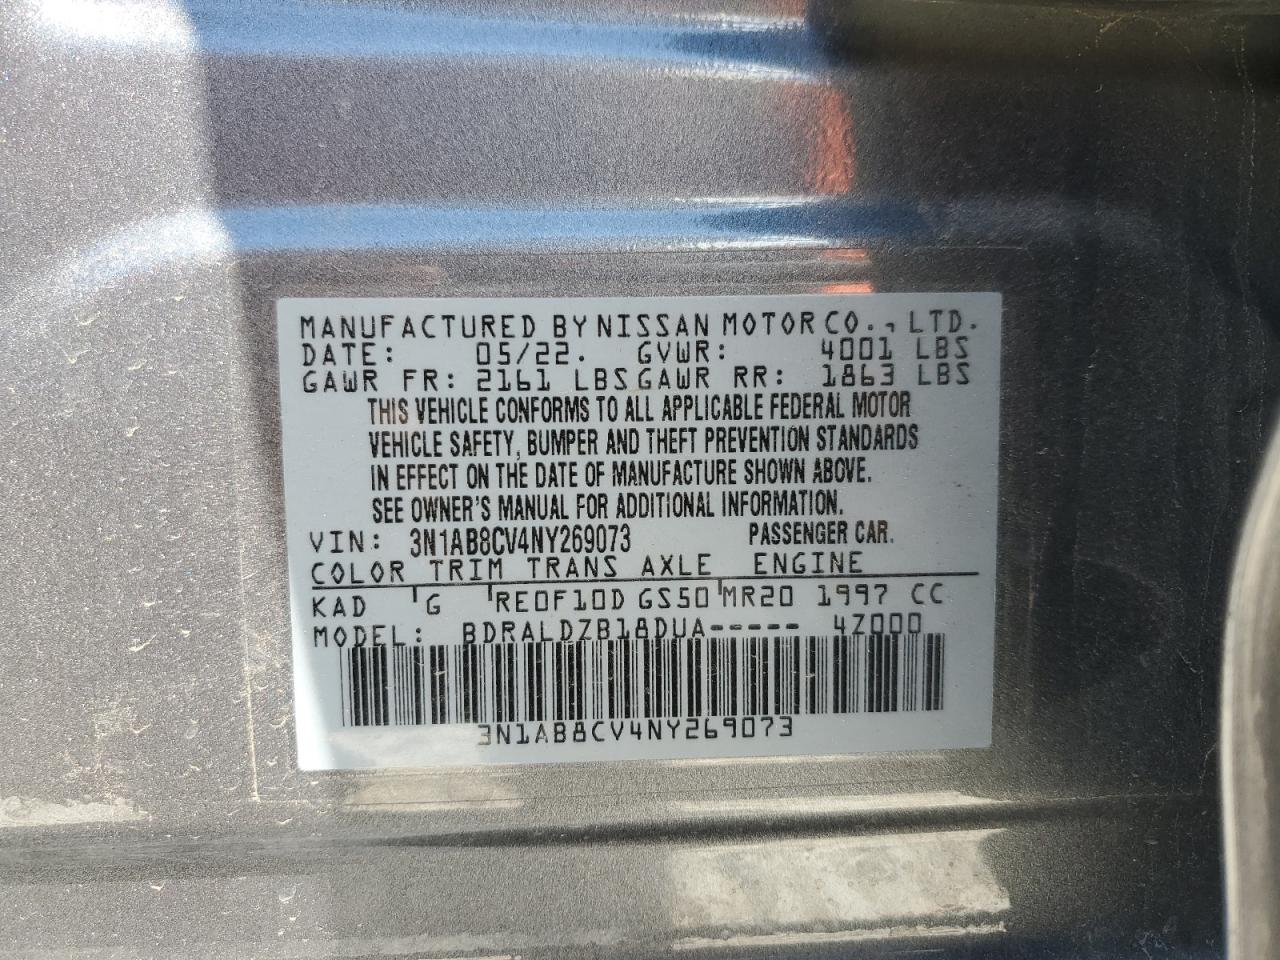 MANUFACTURED BY NISSAN MOTOR CO., LTD.
DATE: 05/22. GVWR: 4001 LBS
GAWR FR: 2161 LBS GAWR RR: 1863 LBS
THIS VEHICLE CONFORMS TO ALL APPLICABLE FEDERAL MOTOR
VEHICLE SAFETY, BUMPER AND THEFT PREVENTION STANDARDS
IN EFFECT ON THE DATE OF MANUFACTURE SHOWN ABOVE.
SEE OWNER'S MANUAL FOR ADDITIONAL INFORMATION.
VIN: 3N1AB8CV4NY269073 PASSENGER CAR.
COLOR TRIM TRANS AXLE ENGINE
KAD G RE0F10D GS50 MR20 1997 CC
MODEL: BDRALDZB18DUA----- 4Z000
3N1AB8CV4NY269073